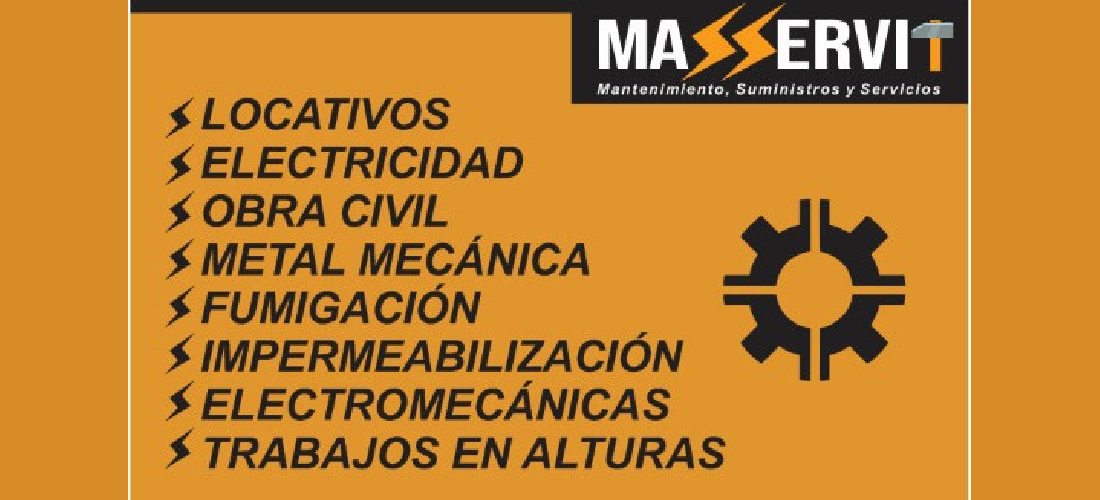 MASSERVIT
Mantenimiento, Suministros y Servicios
LOCATIVOS
ELECTRICIDAD
OBRA CIVIL
METAL MECÁNICA
FUMIGACIÓN
IMPERMEABILIZACIÓN
ELECTROMECÁNICAS
TRABAJOS EN ALTURAS